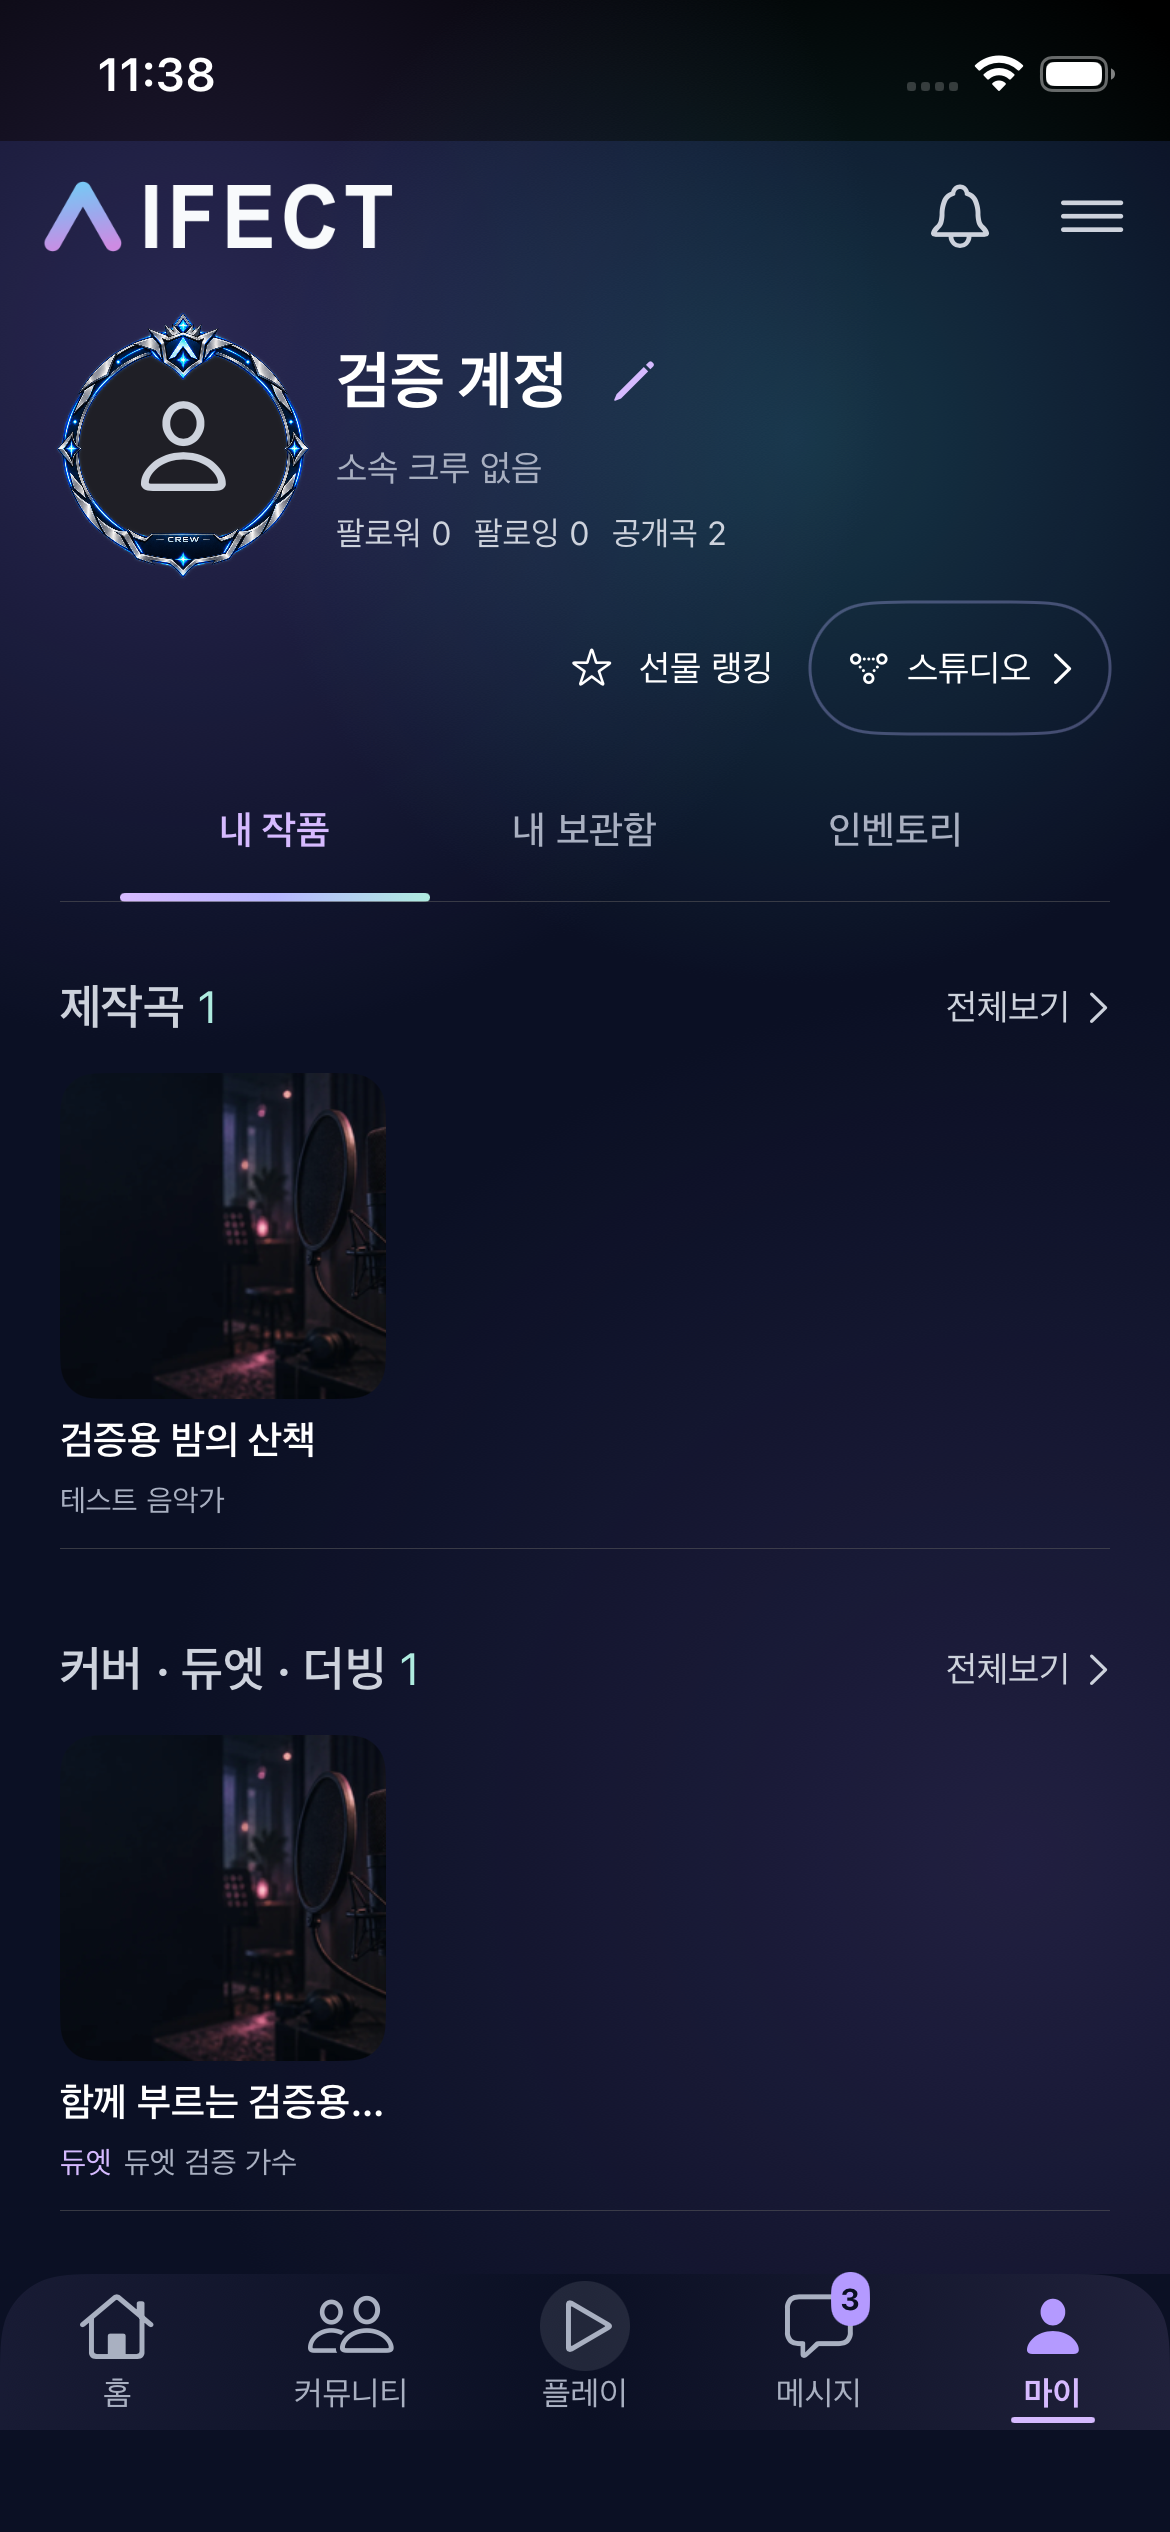 11:38
AIFECT
검증 계정
소속 크루 없음
팔로워 0 팔로잉 0 공개곡 2
CREW
선물 랭킹
스튜디오
내 작품
내 보관함
인벤토리
제작곡 1
전체보기
검증용 밤의 산책
테스트 음악가
커버 · 듀엣 · 더빙 1
전체보기
함께 부르는 검증용...
듀엣 듀엣 검증 가수
3
홈
커뮤니티
플레이
메시지
마이